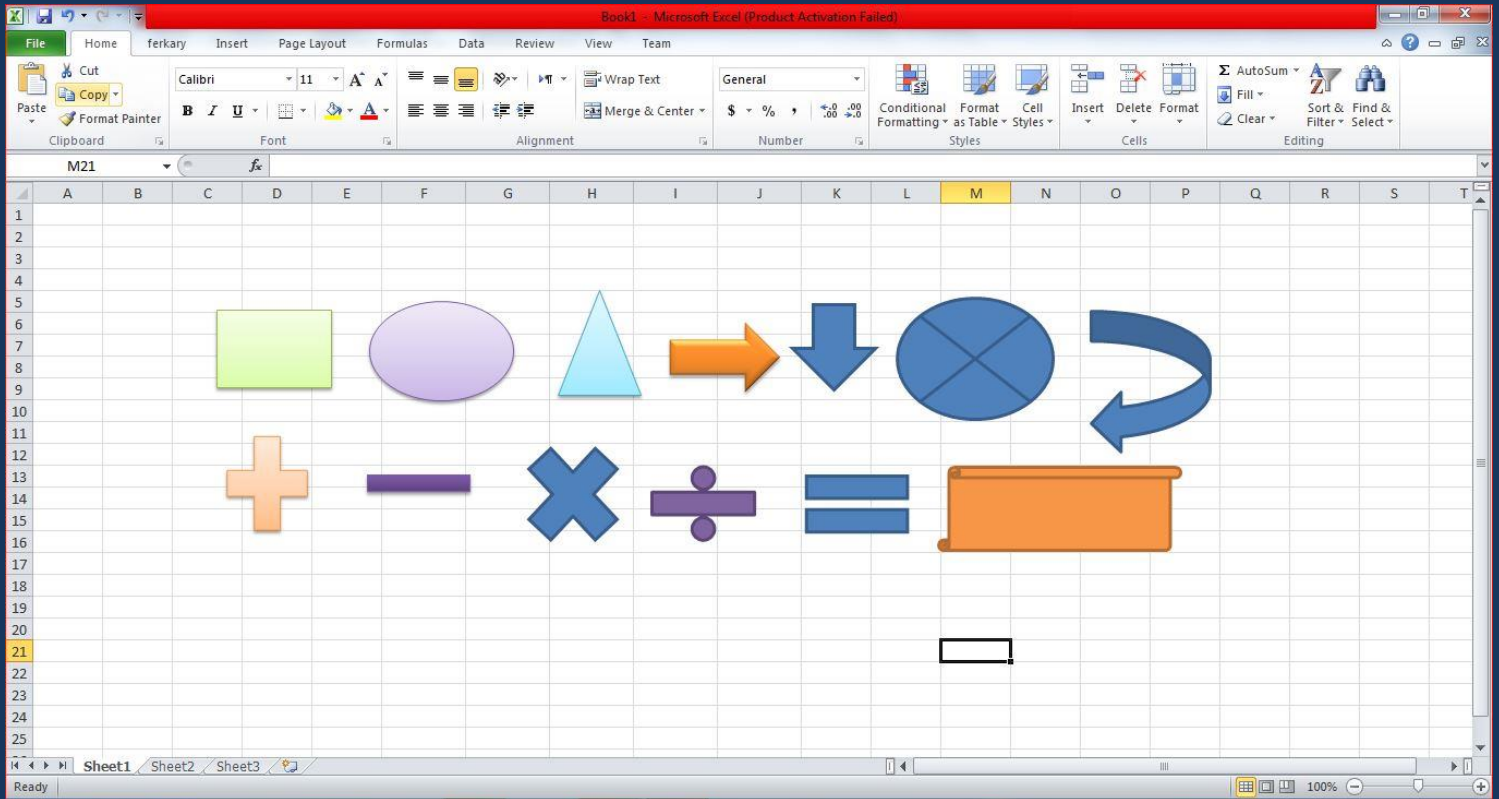 Book1 - Microsoft Excel (Product Activation Failed)
File Home ferkary Insert Page Layout Formulas Data Review View Team
Paste
Cut
Copy
Format Painter
Clipboard
Calibri 11 A A
B I U A
Font
Wrap Text
Merge & Center
Alignment
General
$ % , .0 .00 .00 .0
Number
Conditional Formatting
Format as Table
Cell Styles
Styles
Insert Delete Format
Cells
Σ AutoSum
Fill
Clear
Sort & Filter
Find & Select
Editing
M21 fx
A B C D E F G H I J K L M N O P Q R S T
1
2
3
4
5
6
7
8
9
10
11
12
13
14
15
16
17
18
19
20
21
22
23
24
25
Sheet1 Sheet2 Sheet3
Ready 100%